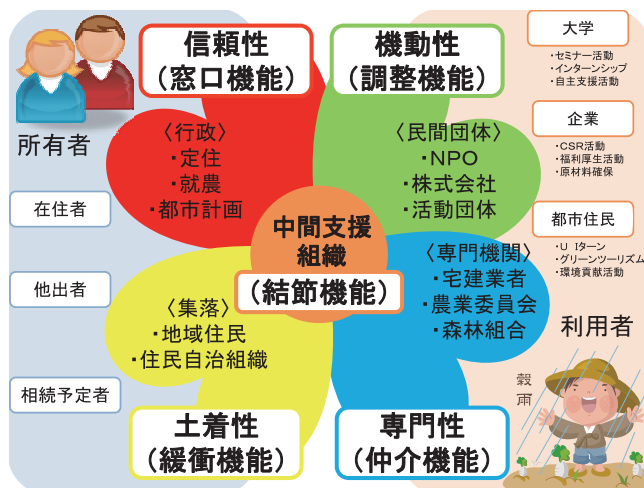 所有者
在住者
他出者
相続予定者
信頼性
(窓口機能)
〈行政〉
・定住
・就農
・都市計画
機動性
(調整機能)
〈民間団体〉
・NPO
・株式会社
・活動団体
中間支援
組織
(結節機能)
〈集落〉
・地域住民
・住民自治組織
土着性
(緩衝機能)
〈専門機関〉
・宅建業者
・農業委員会
・森林組合
専門性
(仲介機能)
大学
・セミナー活動
・インターンシップ
・自主支援活動
企業
・CSR活動
・福利厚生活動
・原材料確保
都市住民
・U Iターン
・グリーンツーリズム
・環境貢献活動
利用者
穀
雨